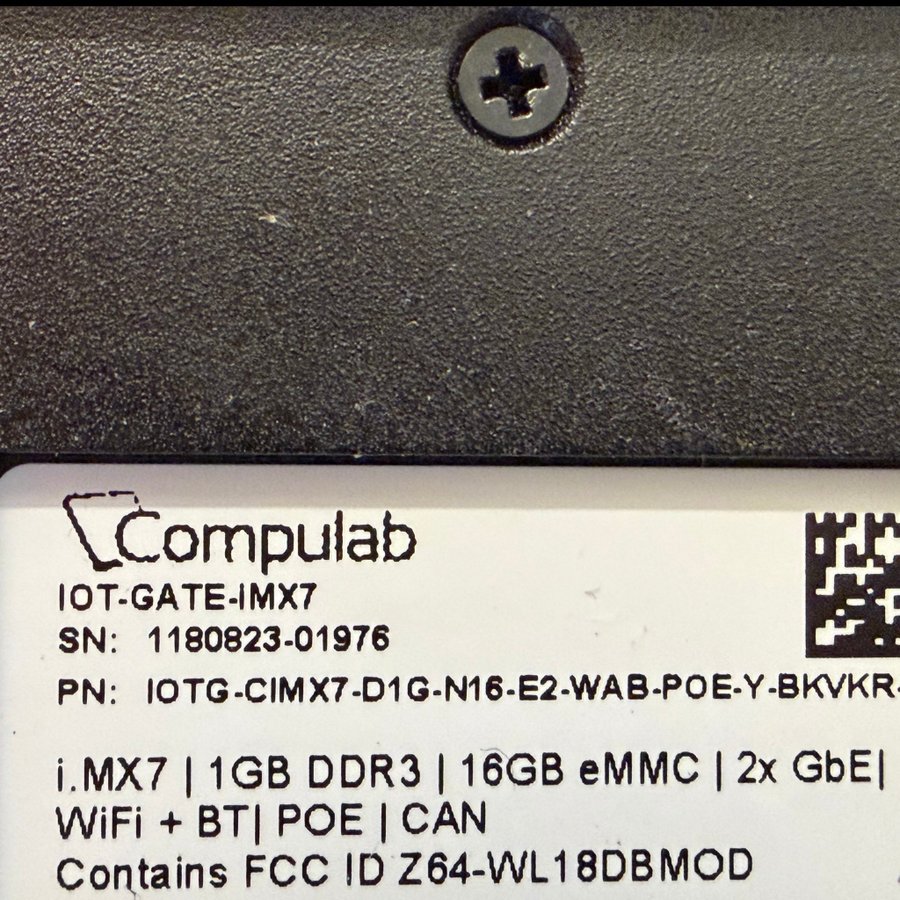 Compulab
IOT-GATE-iMX7
SN: 1180823-01976
PN: IOTG-CIMX7-D1G-N16-E2-WAB-POE-Y-BKVKR-
i.MX7 | 1GB DDR3 | 16GB eMMC | 2x GbE|
WiFi + BT| POE | CAN
Contains FCC ID Z64-WL18DBMOD